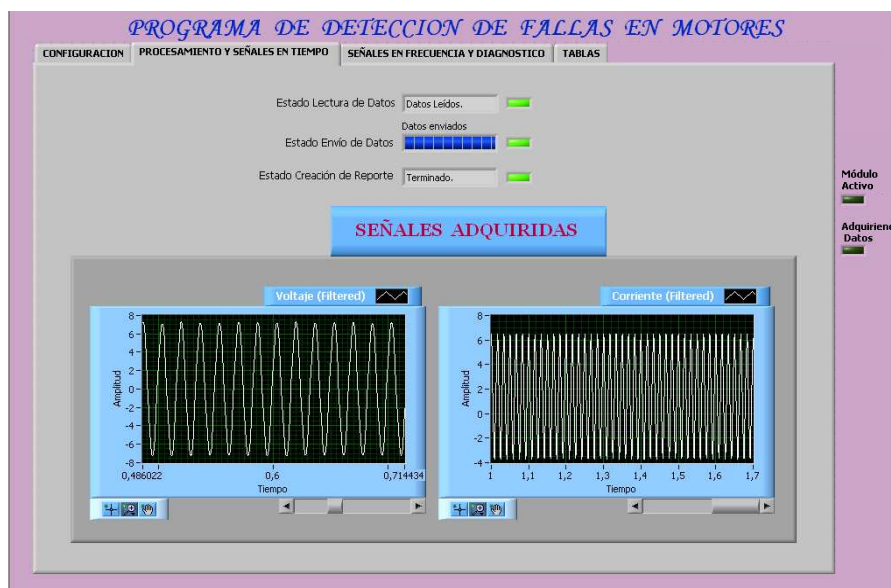 PROGRAMA DE DETECCION DE FALLAS EN MOTORES
CONFIGURACION PROCESAMIENTO Y SEÑALES EN TIEMPO SEÑALES EN FRECUENCIA Y DIAGNOSTICO TABLAS
Estado Lectura de Datos Datos Leídos.
Datos enviados
Estado Envío de Datos
Estado Creación de Reporte Terminado.
Módulo
Activo
Adquirienc
Datos
SEÑALES ADQUIRIDAS
Voltaje (Filtered)
8
6
4
2
0
-2
-4
-6
-8
Amplitud
0,486022 0,6 0,714434
Tiempo
Corriente (Filtered)
8
6
4
2
0
-2
-4
Amplitud
1 1,1 1,2 1,3 1,4 1,5 1,6 1,7
Tiempo